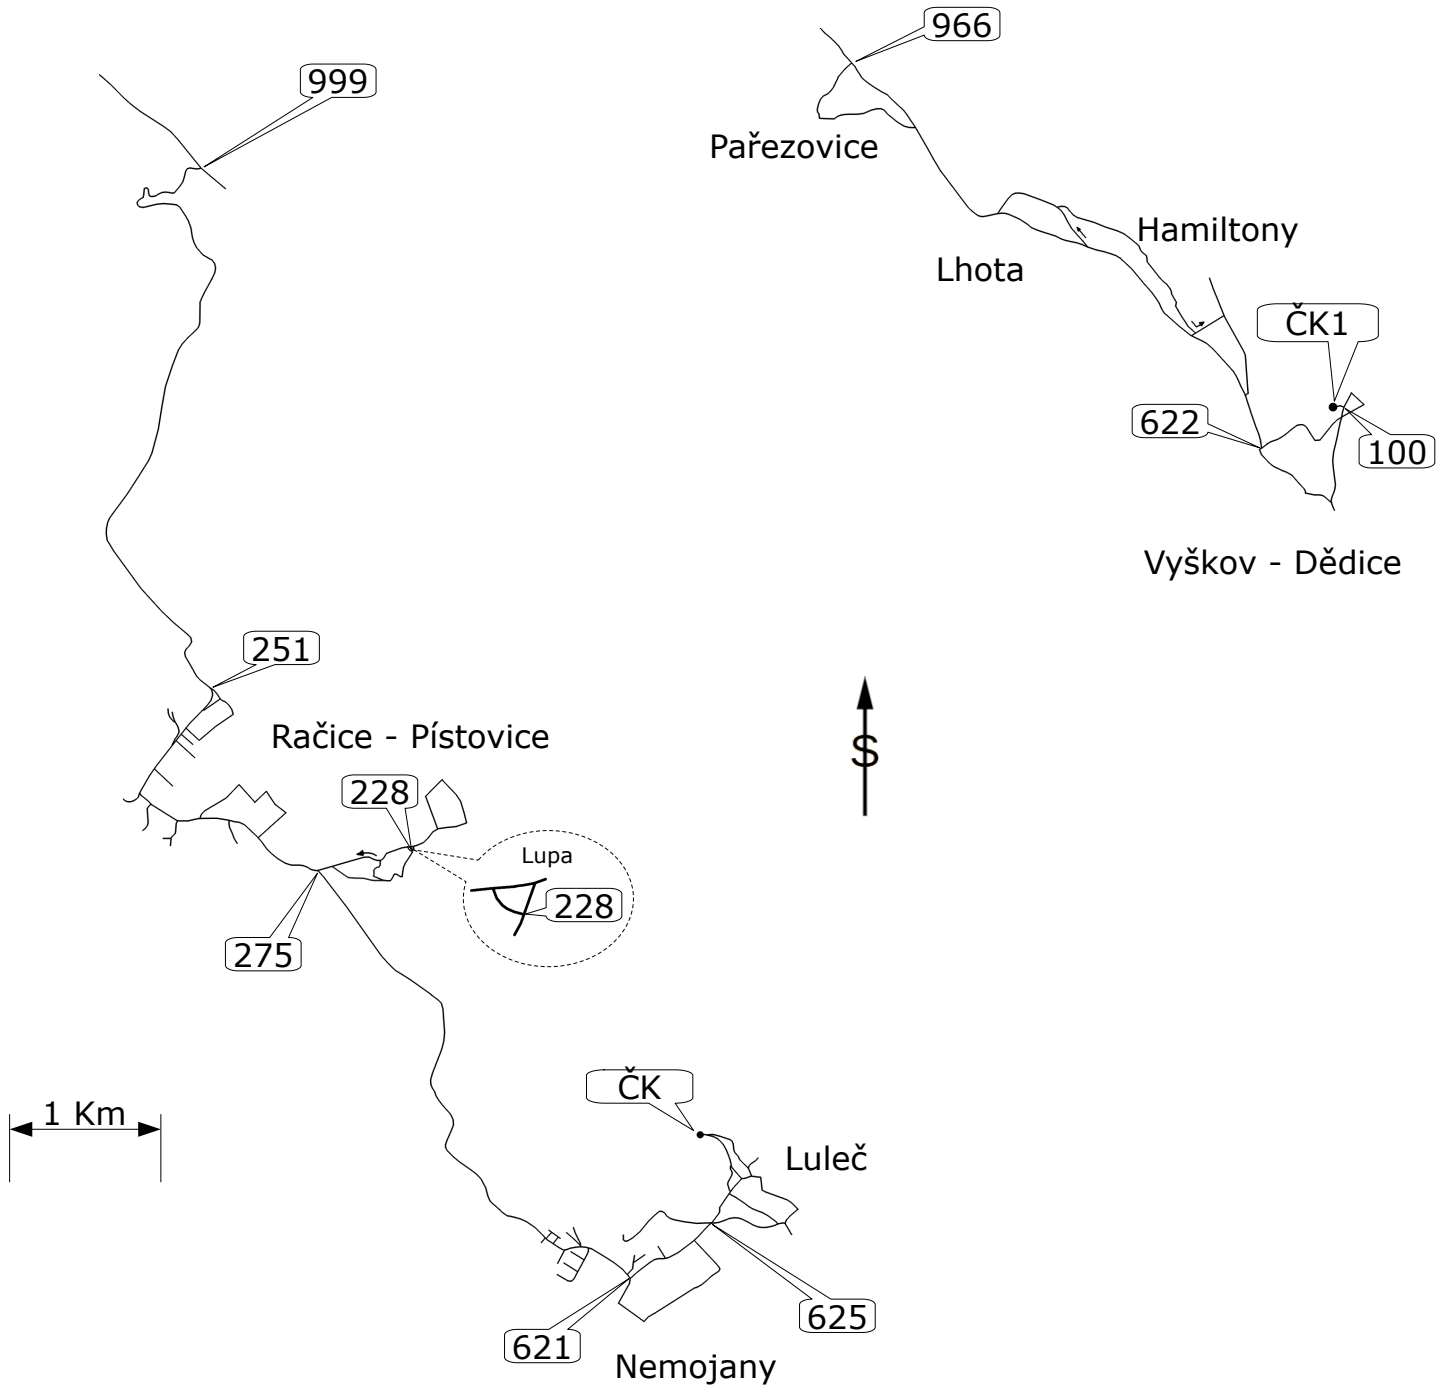 966
999
Pařezovice
Hamiltony
Lhota
ČK1
622
100
Vyškov - Dědice
251
Račice - Pístovice
S
228
Lupa
228
275
ČK
1 Km
Luleč
625
621
Nemojany